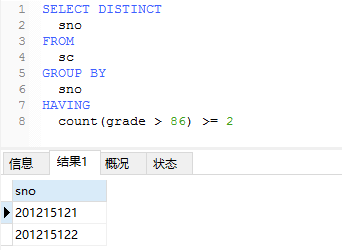 1 SELECT DISTINCT
2 sno
3 FROM
4 sc
5 GROUP BY
6 sno
7 HAVING
8 count(grade > 86) >= 2
信息 结果1 概况 状态
sno
201215121
201215122